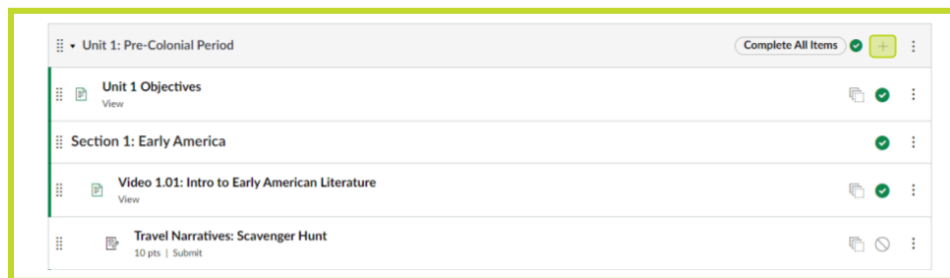 Unit 1: Pre-Colonial Period
Complete All Items
Unit 1 Objectives
View
Section 1: Early America
Video 1.01: Intro to Early American Literature
View
Travel Narratives: Scavenger Hunt
10 pts | Submit